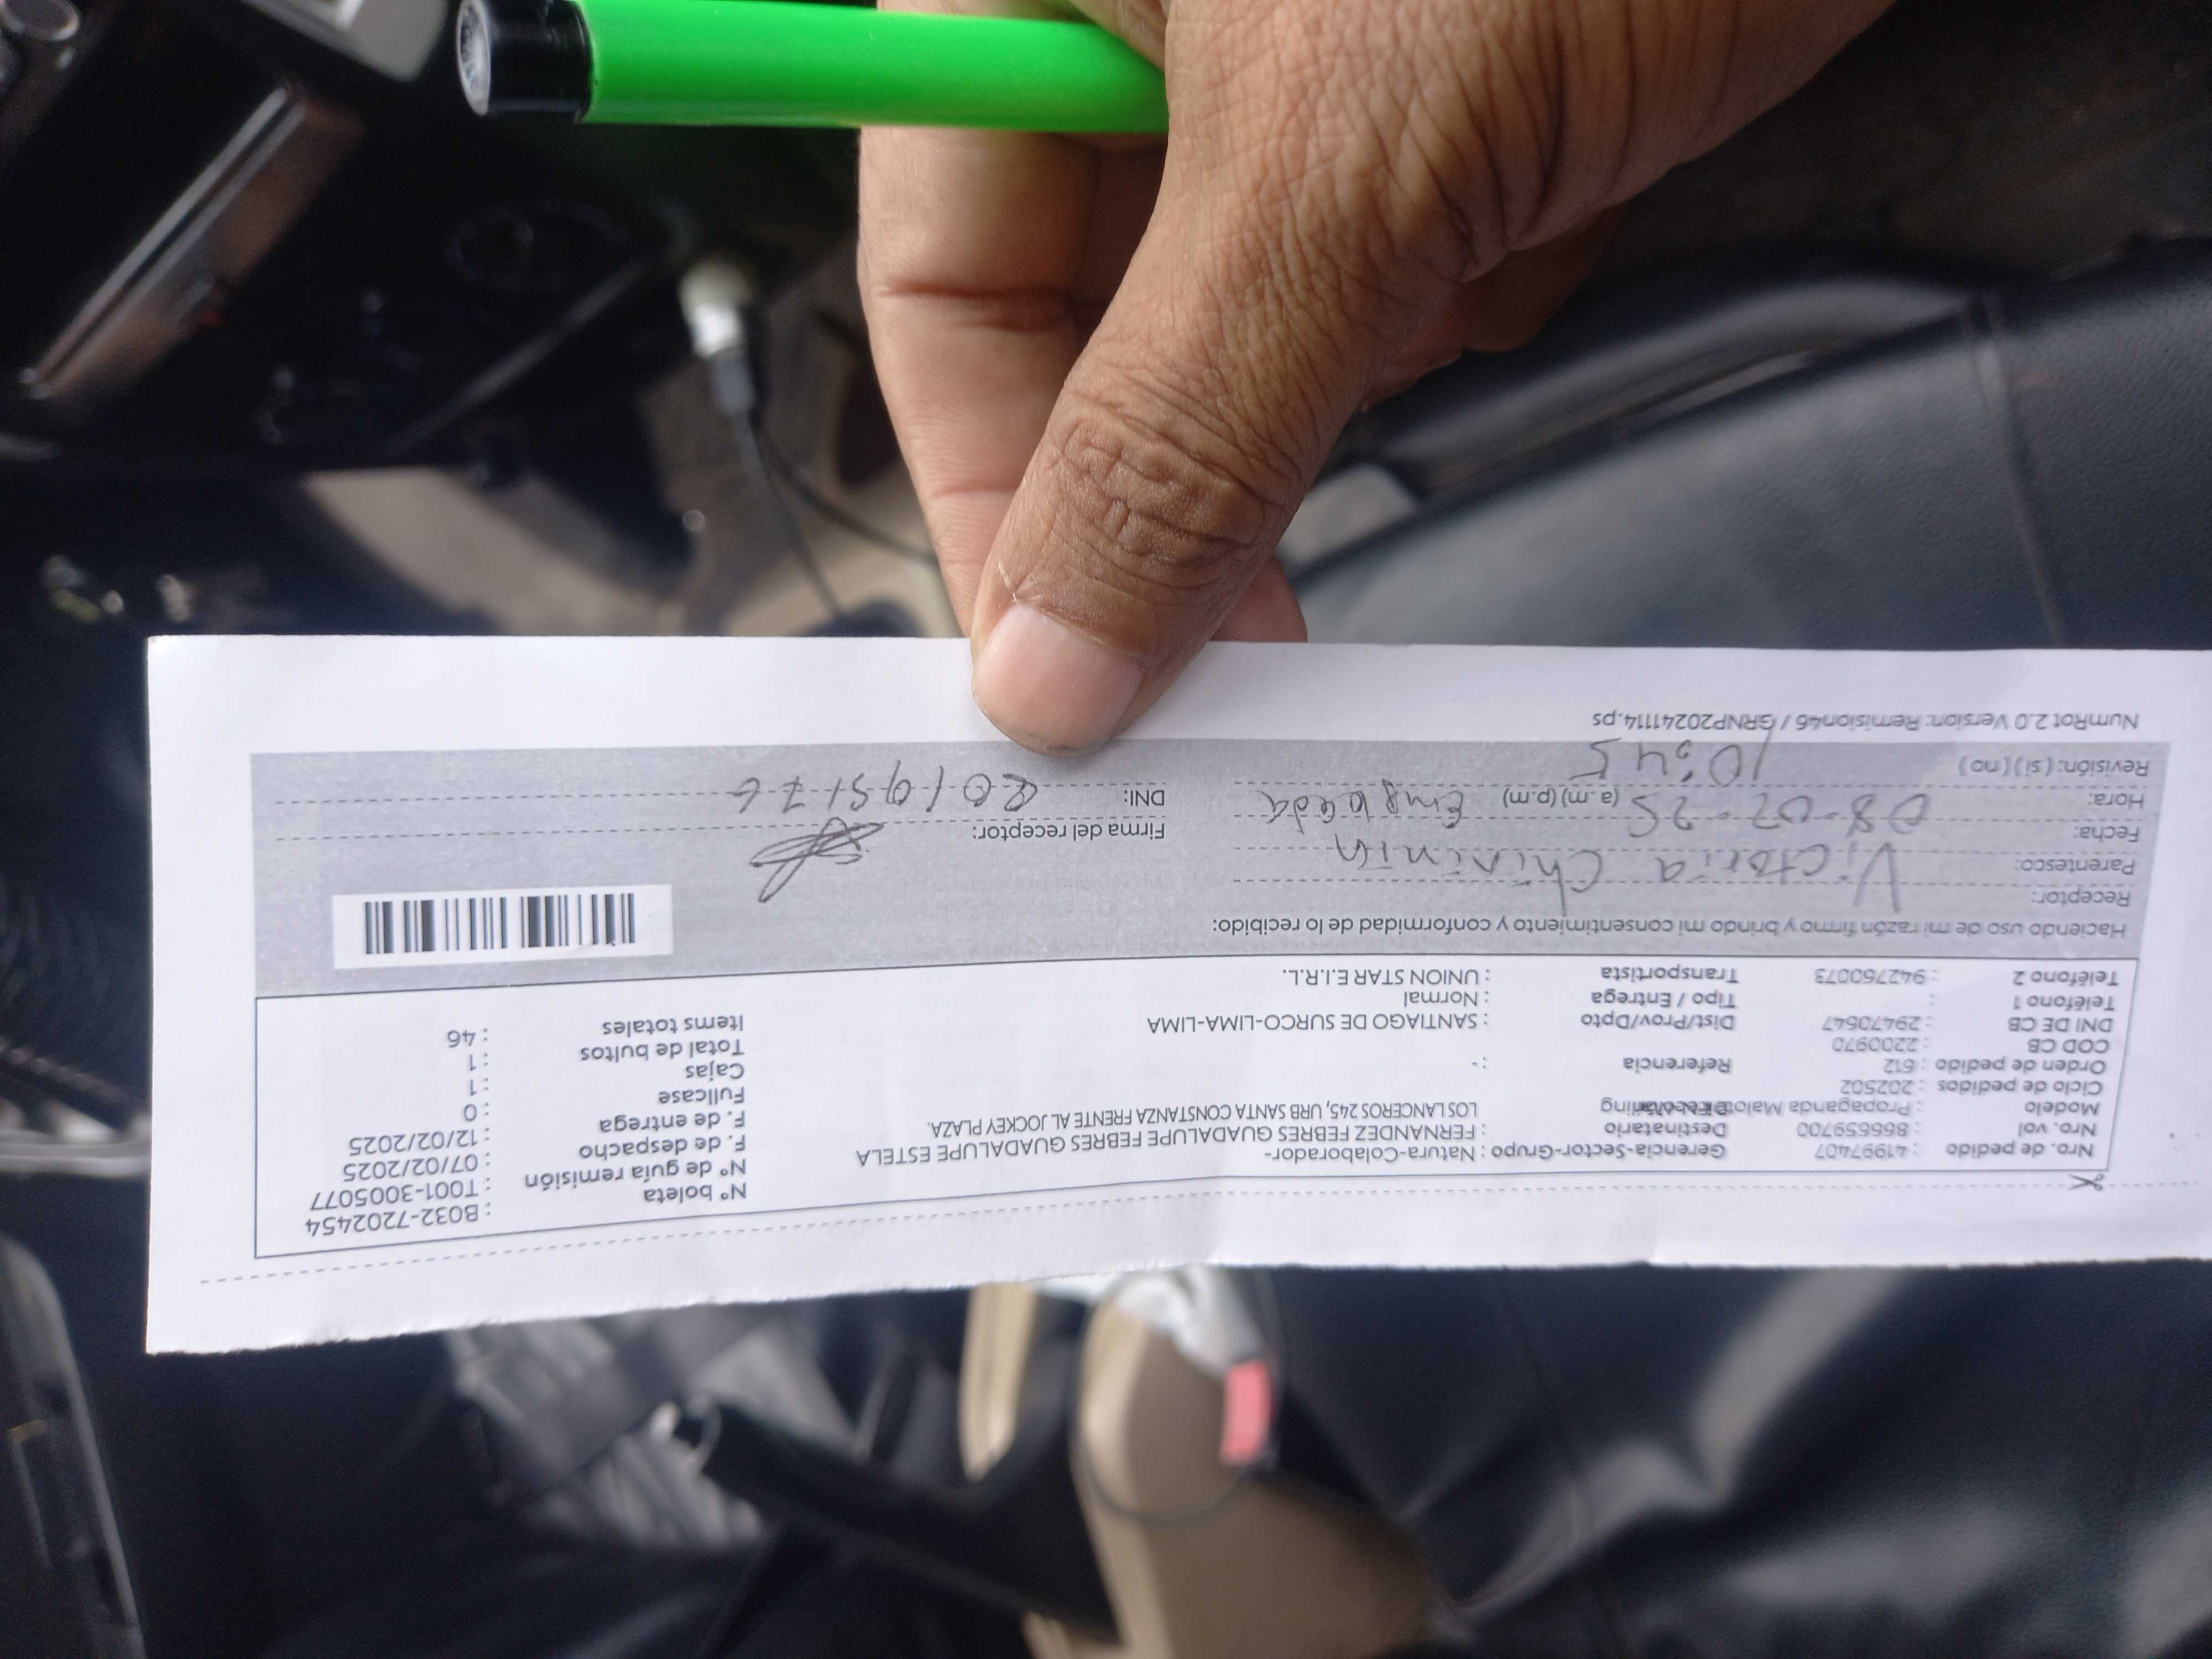 Nro. de pedido : 41997407 Gerencia-Sector-Grupo : Natura-Colaborador- Nº boleta : B032-7202454
Nro. vol : 866659700 Destinatario : FERNANDEZ FEBRES GUADALUPE FEBRES GUADALUPE ESTELA Nº de guía remisión : T001-3005077
Modelo : Propaganda LOS LANCEROS 245, URB SANTA CONSTANZA FRENTE AL JOCKEY PLAZA. F. de despacho : 07/02/2025
Ciclo de pedidos : 202502 F. de entrega : 12/02/2025
Orden de pedido : 612 Referencia : - Fullcase : 0
COD CB : 2200970 Cajas : 1
DNI DE CB : 29470647 Dist/Prov/Dpto : SANTIAGO DE SURCO-LIMA-LIMA Total de bultos : 1
Teléfono 1 : Tipo / Entrega : Normal Items totales : 46
Teléfono 2 : 942760073 Transportista : UNION STAR E.I.R.L.
Haciendo uso de mi razón firmo y brindo mi consentimiento y conformidad de lo recibido:
Receptor: Victoria
Parentesco:
Fecha: 08-02-25 Firma del receptor:
Hora: (a.m) (p.m) Empleada DNI:
Revisión: (si) (no) 10:45
NumRot 2.0 Version: Remision46 / GRNP20241114.ps